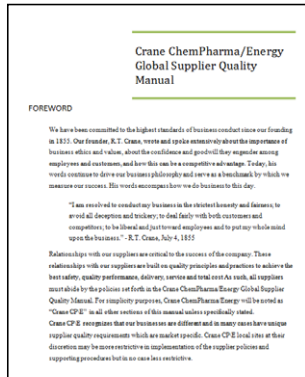 Crane ChemPharma/Energy
Global Supplier Quality
Manual
FOREWORD
We have been committed to the highest standards of business conduct since our founding
in 1855. Our founder, R.T. Crane, wrote and spoke extensively about the importance of
business ethics and values, about the confidence and goodwill they engender among
employees and customers, and how this can be a competitive advantage. Today, his
words continue to drive our business philosophy and serve as a benchmark by which we
measure our success. His words encompass how we do business to this day.
"I am resolved to conduct my business in the strictest honesty and fairness; to
avoid all deception and trickery; to deal fairly with both customers and
competitors; to be liberal and just toward employees and to put my whole mind
upon the business." - R.T. Crane, July 4, 1855
Relationships with our suppliers are critical to the success of the company. These
relationships with our suppliers are built on quality principles and practices to achieve the
best safety, quality performance, delivery, service and total cost As such, all suppliers
must abide by the policies set forth in the Crane ChemPharma Energy Global Supplier
Quality Manual. For simplicity purposes, Crane ChemPharma Energy will be noted as
"Crane CP E" in all other sections of this manual unless specifically stated.
Crane CP E recognizes that our businesses are different and in many cases have unique
supplier quality requirements which are market specific. Crane CP E local sites at their
discretion may be more restrictive in implementation of the supplier policies and
supporting procedures but in no case less restrictive.